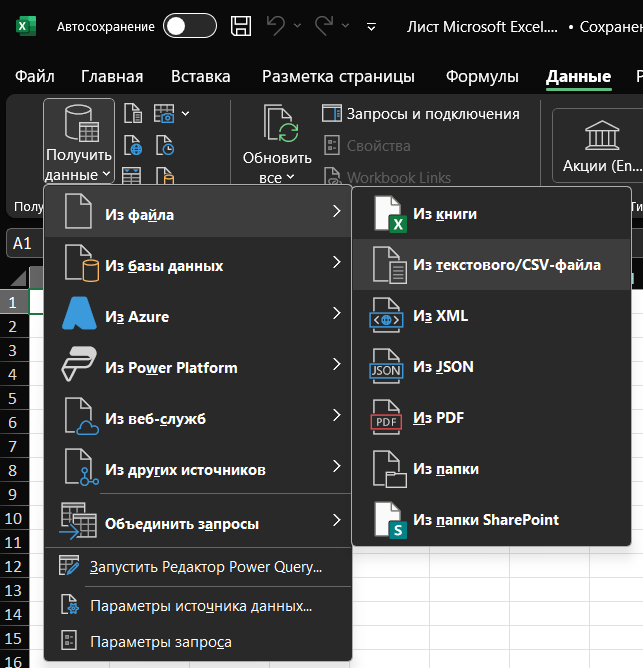 Автосохранение
Лист Microsoft Excel.... • Сохранен
Файл Главная Вставка Разметка страницы Формулы Данные
Получить данные
Обновить все
Запросы и подключения
Свойства
Workbook Links
Акции (En...
A1
Из файла
Из базы данных
Из Azure
Из Power Platform
Из веб-служб
Из других источников
Объединить запросы
Запустить Редактор Power Query...
Параметры источника данных...
Параметры запроса
Из книги
Из текстового/CSV-файла
Из XML
JSON
Из JSON
PDF
Из PDF
Из папки
Из папки SharePoint
1
2
3
4
5
6
7
8
9
10
11
12
13
14
15
16